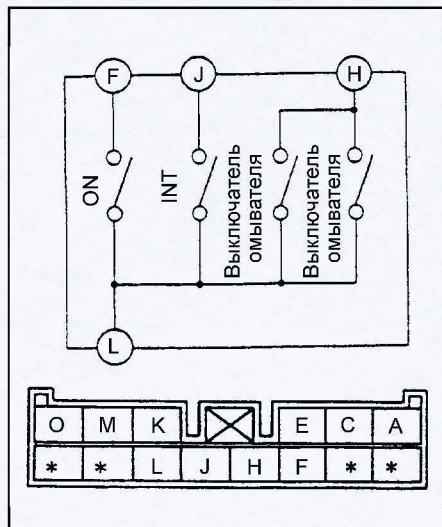 F J H
ON
INT
Выключатель
омывателя
Выключатель
омывателя
L
O M K E C A
* * L J H F * *